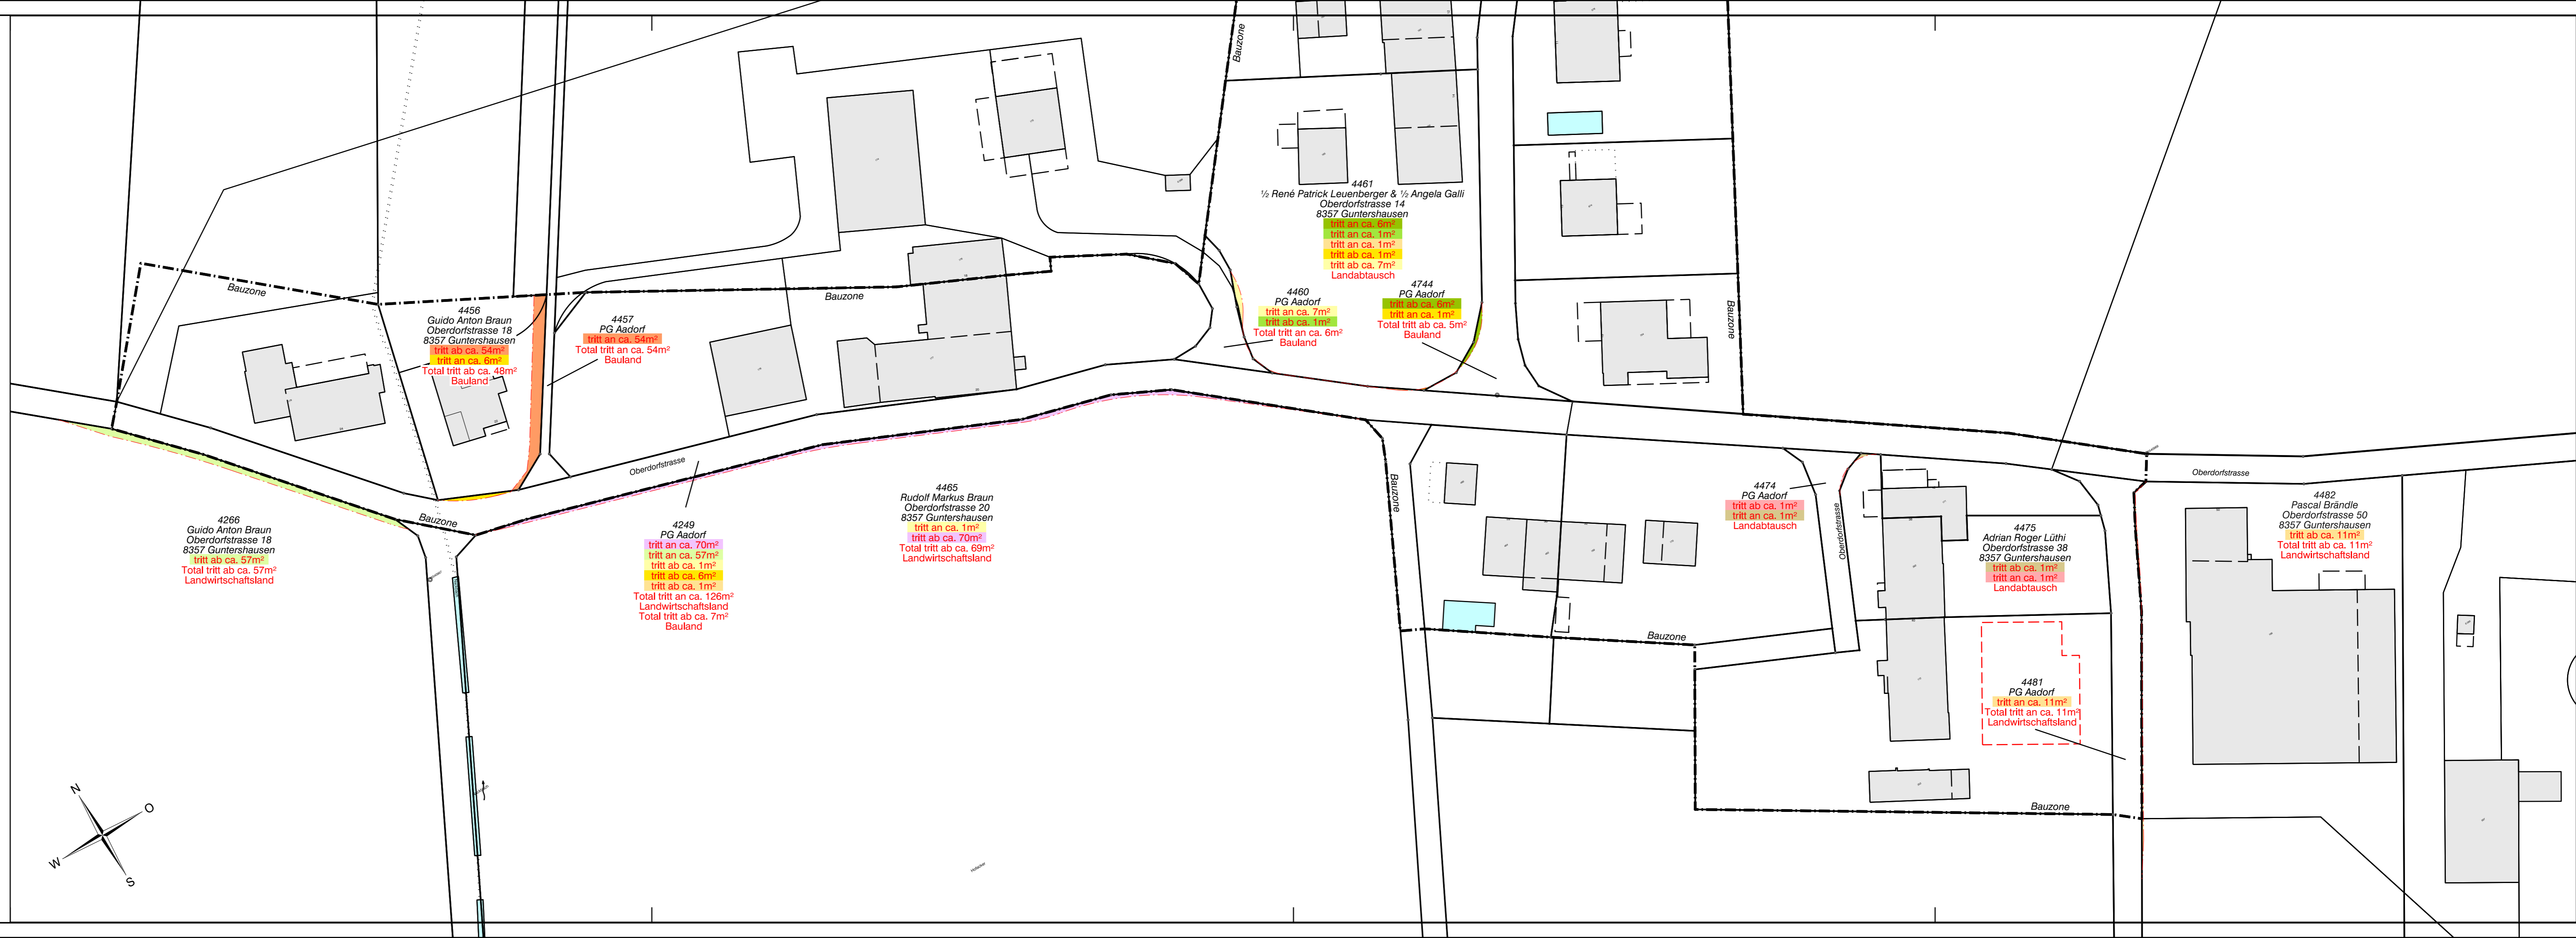 Bauzone
Bauzone
4456
Guido Anton Braun
Oberdorfstrasse 18
8357 Guntershausen
tritt ab ca. 54m²
tritt an ca. 6m²
Total tritt ab ca. 48m²
Bauland
4457
PG Aadorf
tritt an ca. 54m²
Total tritt an ca. 54m²
Bauland
Bauzone
4461
½ René Patrick Leuenberger & ½ Angela Galli
Oberdorfstrasse 14
8357 Guntershausen
tritt an ca. 6m²
tritt an ca. 1m²
tritt an ca. 1m²
tritt ab ca. 1m²
tritt ab ca. 7m²
Landabtausch
4460
PG Aadorf
tritt an ca. 7m²
tritt ab ca. 1m²
Total tritt an ca. 6m²
Bauland
4744
PG Aadorf
tritt ab ca. 6m²
tritt an ca. 1m²
Total tritt ab ca. 5m²
Bauland
Bauzone
Oberdorfstrasse
Bauzone
4266
Guido Anton Braun
Oberdorfstrasse 18
8357 Guntershausen
tritt ab ca. 57m²
Total tritt ab ca. 57m²
Landwirtschaftsland
4249
PG Aadorf
tritt an ca. 70m²
tritt an ca. 57m²
tritt ab ca. 1m²
tritt ab ca. 6m²
tritt ab ca. 1m²
Total tritt an ca. 126m²
Landwirtschaftsland
Total tritt ab ca. 7m²
Bauland
4465
Rudolf Markus Braun
Oberdorfstrasse 20
8357 Guntershausen
tritt an ca. 1m²
tritt ab ca. 70m²
Total tritt ab ca. 69m²
Landwirtschaftsland
Bauzone
4474
PG Aadorf
tritt ab ca. 1m²
tritt an ca. 1m²
Landabtausch
Oberdorfstrasse
4475
Adrian Roger Lüthi
Oberdorfstrasse 38
8357 Guntershausen
tritt ab ca. 1m²
tritt an ca. 1m²
Landabtausch
Oberdorfstrasse
4482
Pascal Brändle
Oberdorfstrasse 50
8357 Guntershausen
tritt ab ca. 11m²
Total tritt ab ca. 11m²
Landwirtschaftsland
Bauzone
4481
PG Aadorf
tritt an ca. 11m²
Total tritt an ca. 11m²
Landwirtschaftsland
Bauzone
N
O
W
S